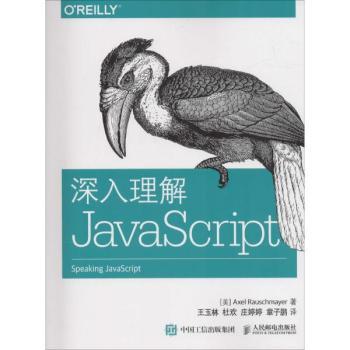 O'REILLY®
深入理解
JavaScript
Speaking JavaScript
[美] Axel Rauschmayer 著
王玉林 杜欢 庄婷婷 章子鹏 译
中国工信出版集团
人民邮电出版社